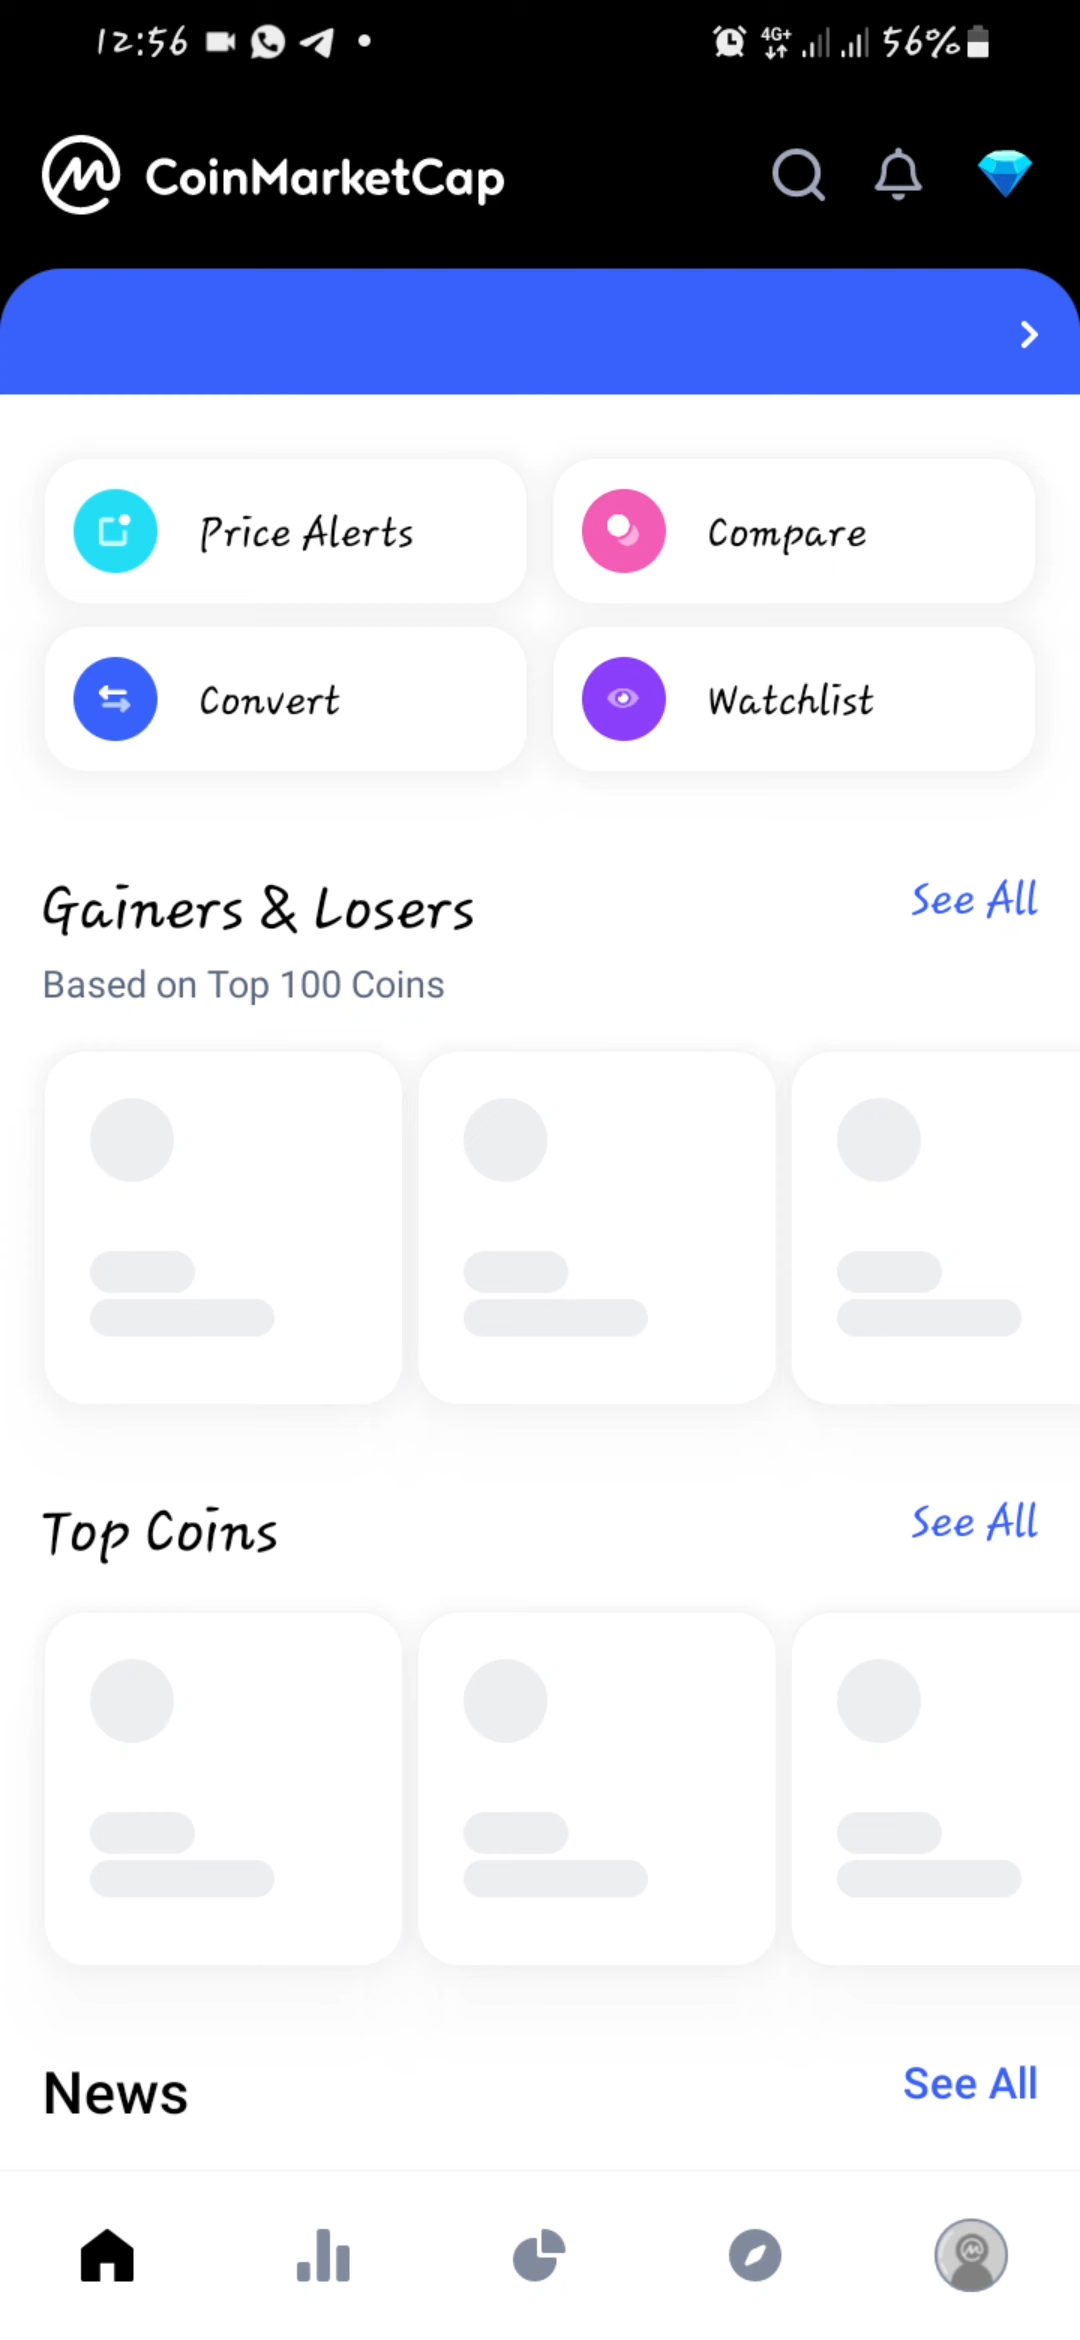 12:56 4G+ 56%
CoinMarketCap
Price Alerts Compare
Convert Watchlist
Gainers & Losers See All
Based on Top 100 Coins
Top Coins See All
News See All